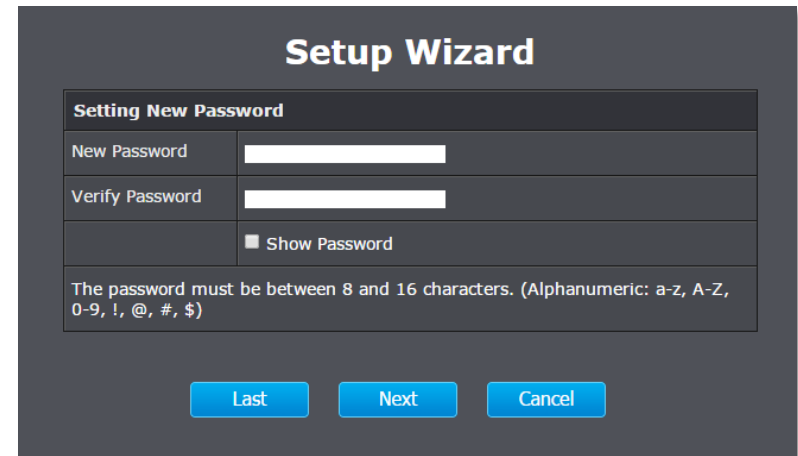 Setup Wizard
Setting New Password
New Password
Verify Password
Show Password
The password must be between 8 and 16 characters. (Alphanumeric: a-z, A-Z,
0-9, !, @, #, $)
Last Next Cancel